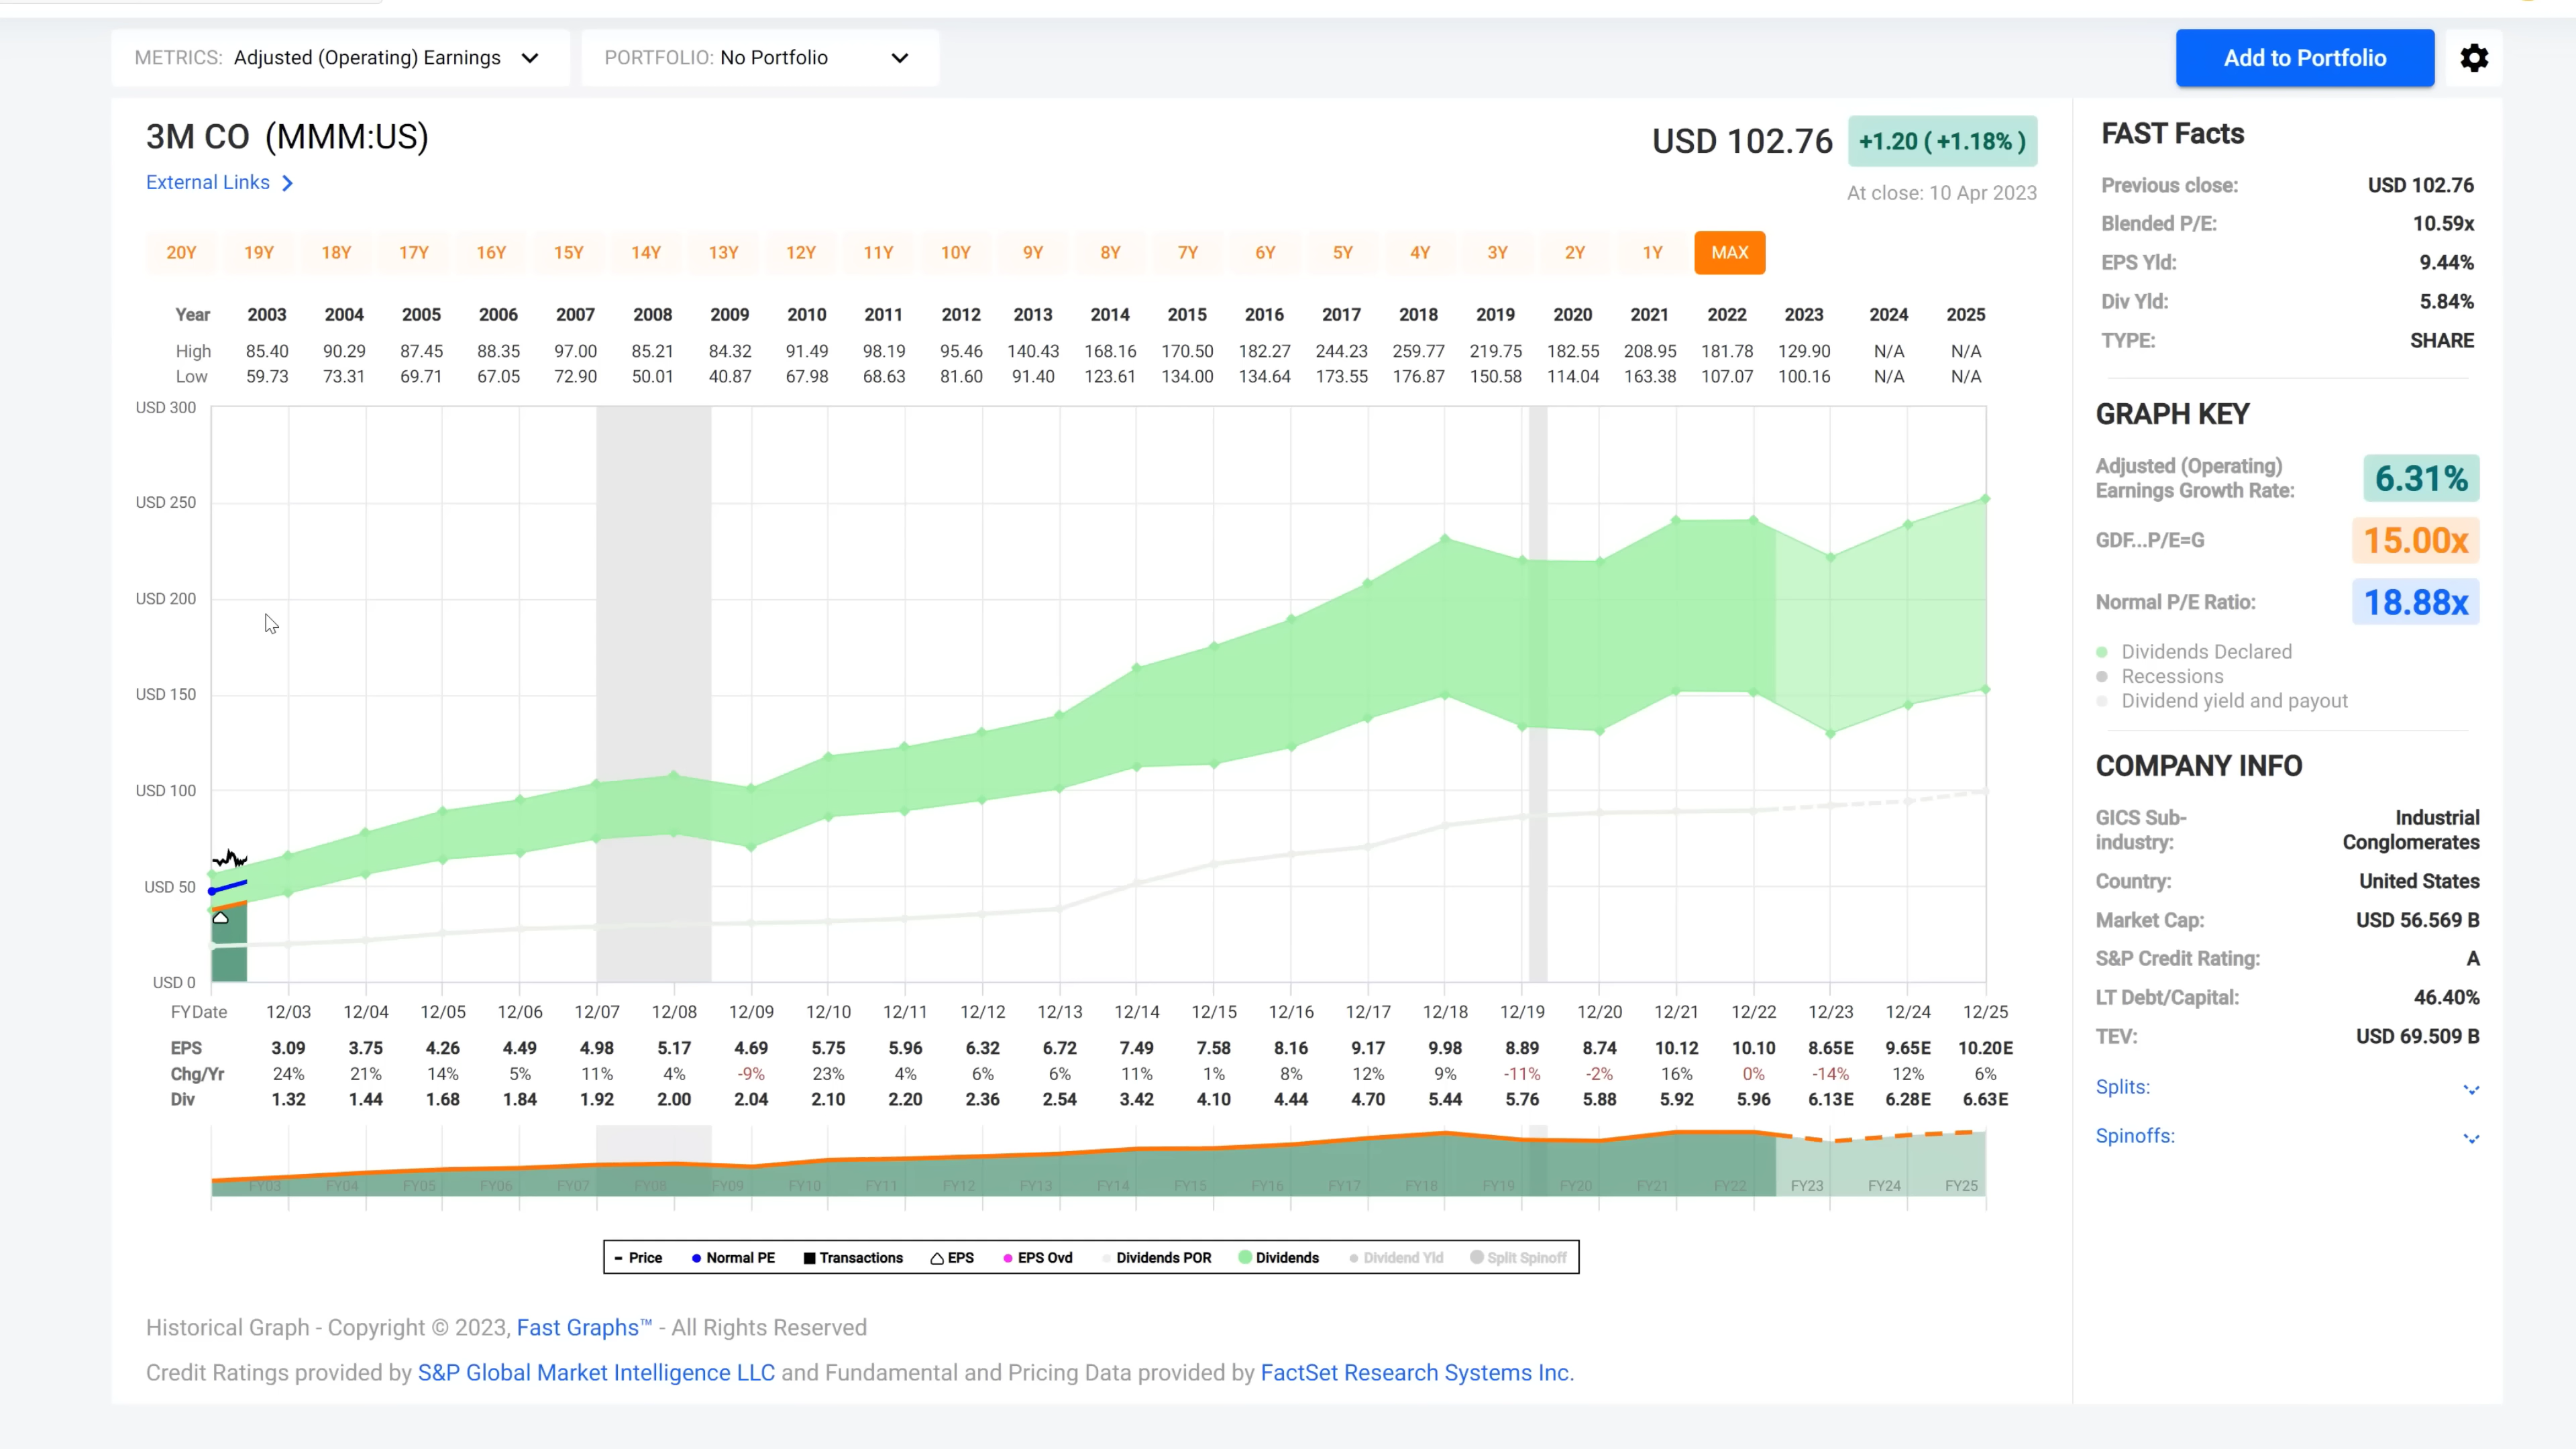 METRICS: Adjusted (Operating) Earnings
PORTFOLIO: No Portfolio
Add to Portfolio
3M CO (MMM:US)
USD 102.76 +1.20 ( +1.18% )
External Links
At close: 10 Apr 2023
20Y 19Y 18Y 17Y 16Y 15Y 14Y 13Y 12Y 11Y 10Y 9Y 8Y 7Y 6Y 5Y 4Y 3Y 2Y 1Y MAX
Year 2003 2004 2005 2006 2007 2008 2009 2010 2011 2012 2013 2014 2015 2016 2017 2018 2019 2020 2021 2022 2023 2024 2025
High 85.40 90.29 87.45 88.35 97.00 85.21 84.32 91.49 98.19 95.46 140.43 168.16 170.50 182.27 244.23 259.77 219.75 182.55 208.95 181.78 129.90 N/A N/A
Low 59.73 73.31 69.71 67.05 72.90 50.01 40.87 67.98 68.63 81.60 91.40 123.61 134.00 134.64 173.55 176.87 150.58 114.04 163.38 107.07 100.16 N/A N/A
USD 300
USD 250
USD 200
USD 150
USD 100
USD 50
USD 0
FYDate 12/03 12/04 12/05 12/06 12/07 12/08 12/09 12/10 12/11 12/12 12/13 12/14 12/15 12/16 12/17 12/18 12/19 12/20 12/21 12/22 12/23 12/24 12/25
EPS 3.09 3.75 4.26 4.49 4.98 5.17 4.69 5.75 5.96 6.32 6.72 7.49 7.58 8.16 9.17 9.98 8.89 8.74 10.12 10.10 8.65E 9.65E 10.20E
Chg/Yr 24% 21% 14% 5% 11% 4% -9% 23% 4% 6% 6% 11% 1% 8% 12% 9% -11% -2% 16% 0% -14% 12% 6%
Div 1.32 1.44 1.68 1.84 1.92 2.00 2.04 2.10 2.20 2.36 2.54 3.42 4.10 4.44 4.70 5.44 5.76 5.88 5.92 5.96 6.13E 6.28E 6.63E
FY03 FY04 FY05 FY06 FY07 FY08 FY09 FY10 FY11 FY12 FY13 FY14 FY15 FY16 FY17 FY18 FY19 FY20 FY21 FY22 FY23 FY24 FY25
Price Normal PE Transactions EPS EPS Ovd Dividends POR Dividends Dividend Yld Split Spinoff
Historical Graph - Copyright © 2023, Fast Graphs™ - All Rights Reserved
Credit Ratings provided by S&P Global Market Intelligence LLC and Fundamental and Pricing Data provided by FactSet Research Systems Inc.
FAST Facts
Previous close: USD 102.76
Blended P/E: 10.59x
EPS Yld: 9.44%
Div Yld: 5.84%
TYPE: SHARE
GRAPH KEY
Adjusted (Operating)
Earnings Growth Rate: 6.31%
GDF...P/E=G 15.00x
Normal P/E Ratio: 18.88x
Dividends Declared
Recessions
Dividend yield and payout
COMPANY INFO
GICS Sub- Industrial
industry: Conglomerates
Country: United States
Market Cap: USD 56.569 B
S&P Credit Rating: A
LT Debt/Capital: 46.40%
TEV: USD 69.509 B
Splits:
Spinoffs: